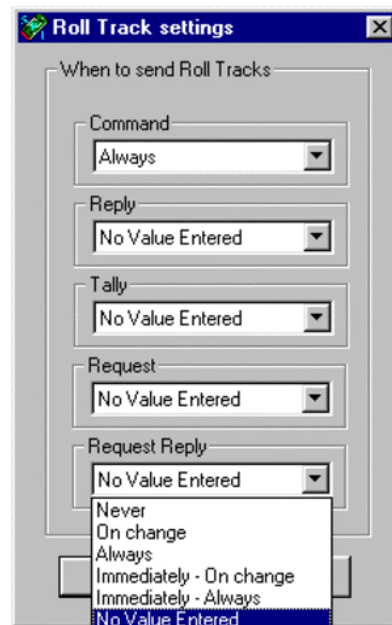 Roll Track settings
When to send Roll Tracks
Command
Always
Reply
No Value Entered
Tally
No Value Entered
Request
No Value Entered
Request Reply
No Value Entered
Never
On change
Always
Immediately - On change
Immediately - Always
No Value Entered